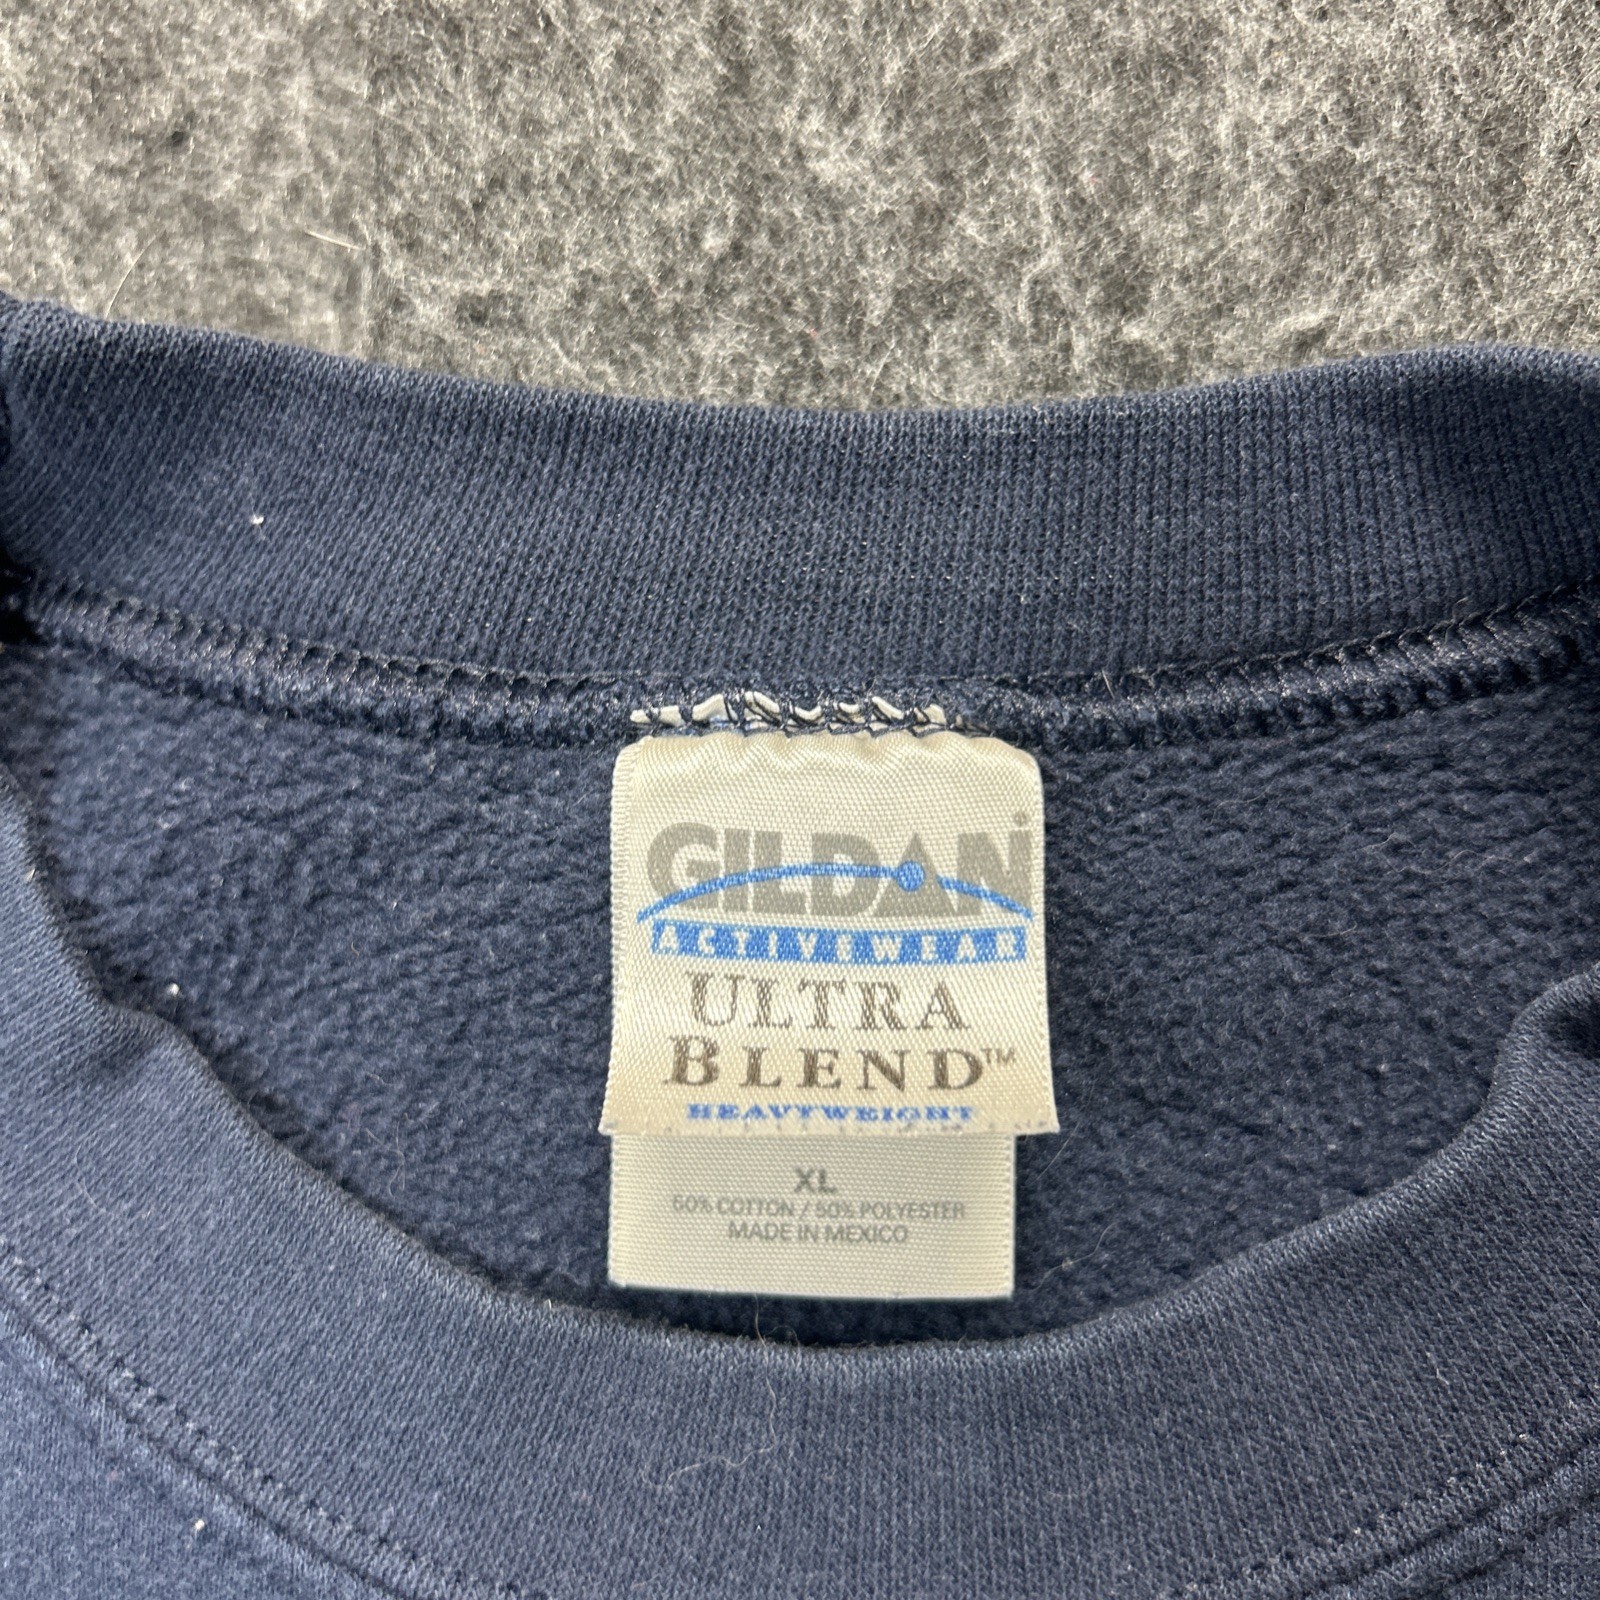 GILDAN®
ACTIVEWEAR
ULTRA
BLEND™
HEAVYWEIGHT
XL
50% COTTON / 50% POLYESTER
MADE IN MEXICO